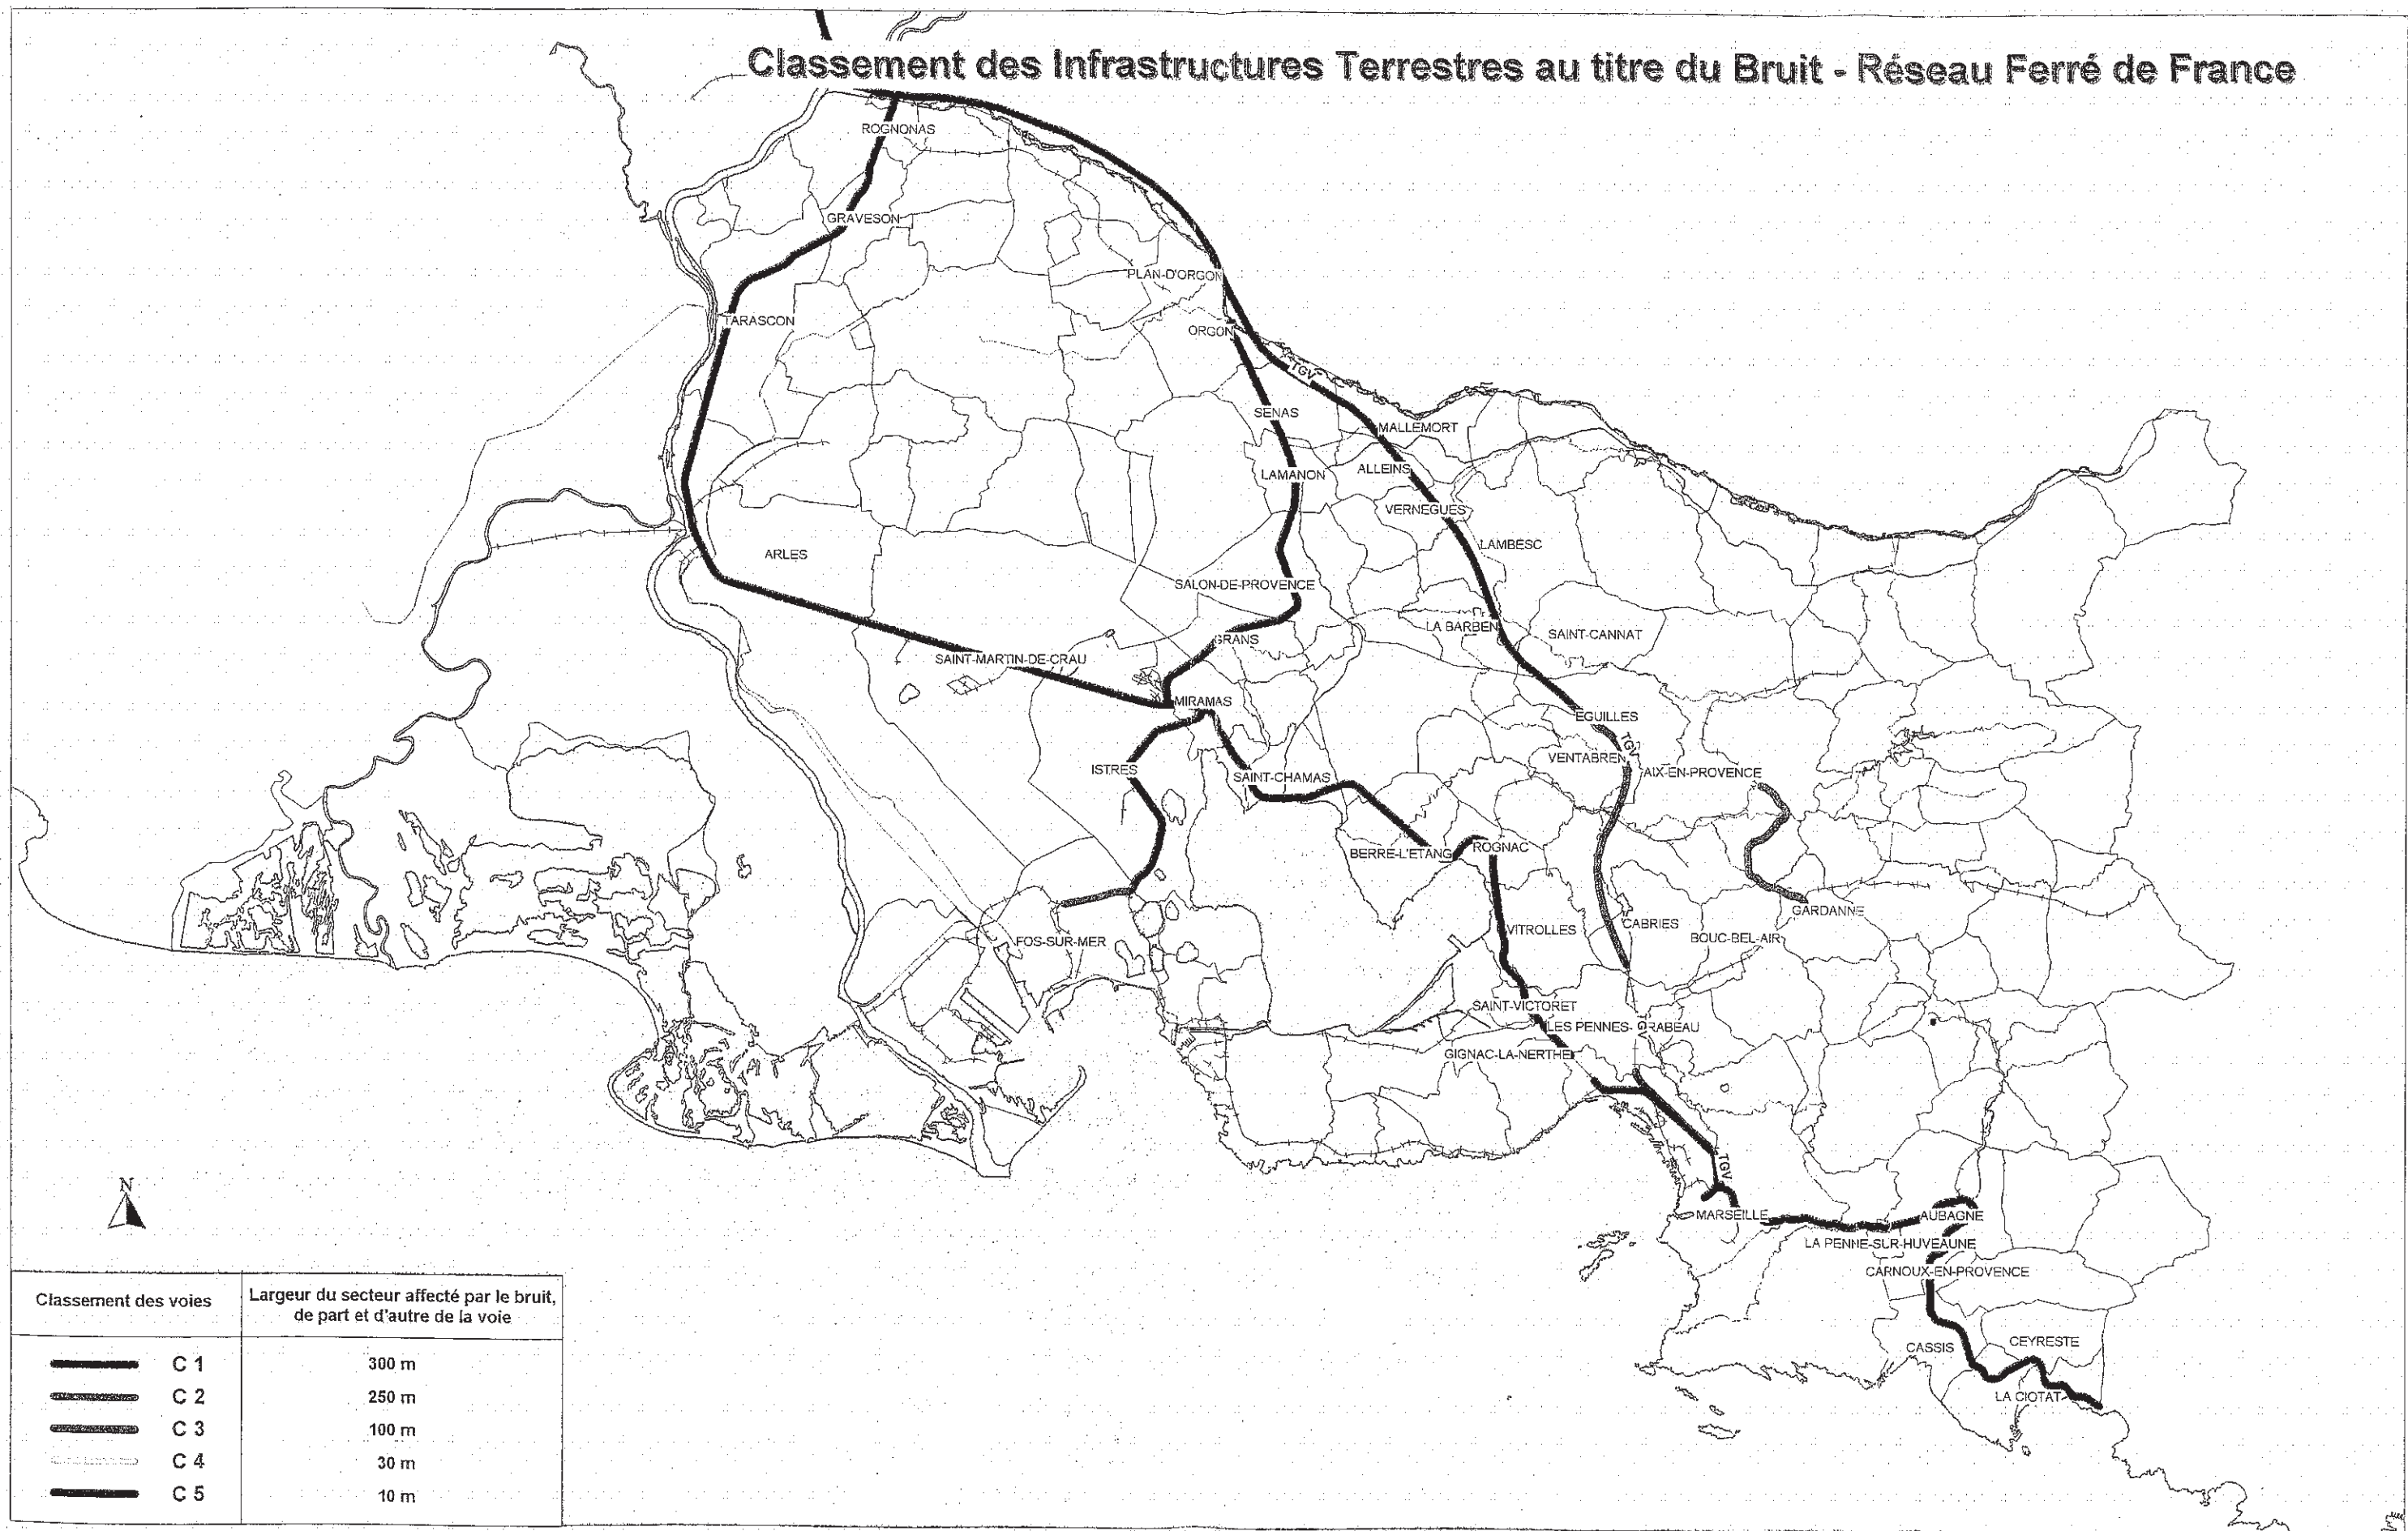 Classement des Infrastructures Terrestres au titre du Bruit - Réseau Ferré de France
ROGNONAS
GRAVESON
PLAN-D'ORGON
TARASCON
ORGON
TGV
SENAS
MALLEMORT
LAMANON
ALLEINS
VERNEGUES
LAMBESC
ARLES
SALON-DE-PROVENCE
LA BARBEN
SAINT-CANNAT
GRANS
SAINT-MARTIN-DE-CRAU
MIRAMAS
EGUILLES
TGV
VENTABREN
AIX-EN-PROVENCE
ISTRES
SAINT-CHAMAS
BERRE-L'ETANG
ROGNAC
GARDANNE
CABRIES
VITROLLES
BOUC-BEL-AIR
FOS-SUR-MER
SAINT-VICTORET
LES PENNES-
RABEAU
TGV
GIGNAC-LA-NERTHE
TGV
N
MARSEILLE
AUBAGNE
LA PENNE-SUR-HUVEAUNE
CARNOUX-EN-PROVENCE
CEYRESTE
CASSIS
LA CIOTAT
Classement des voies
Largeur du secteur affecté par le bruit,
de part et d'autre de la voie
C 1 300 m
C 2 250 m
C 3 100 m
C 4 30 m
C 5 10 m